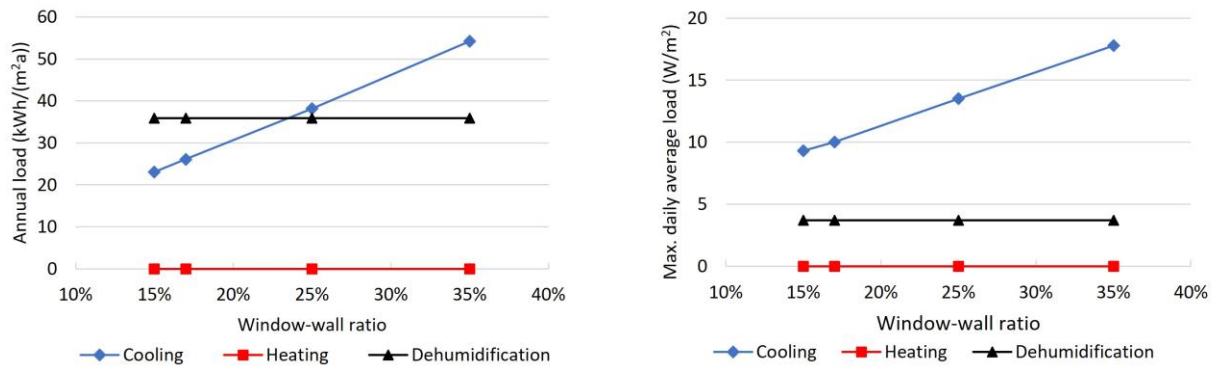 Annual load (kWh/(m²a))
60
50
40
30
20
10
0
10% 15% 20% 25% 30% 35% 40%
Window-wall ratio
Cooling Heating Dehumidification
Max. daily average load (W/m²)
20
15
10
5
0
10% 15% 20% 25% 30% 35% 40%
Window-wall ratio
Cooling Heating Dehumidification